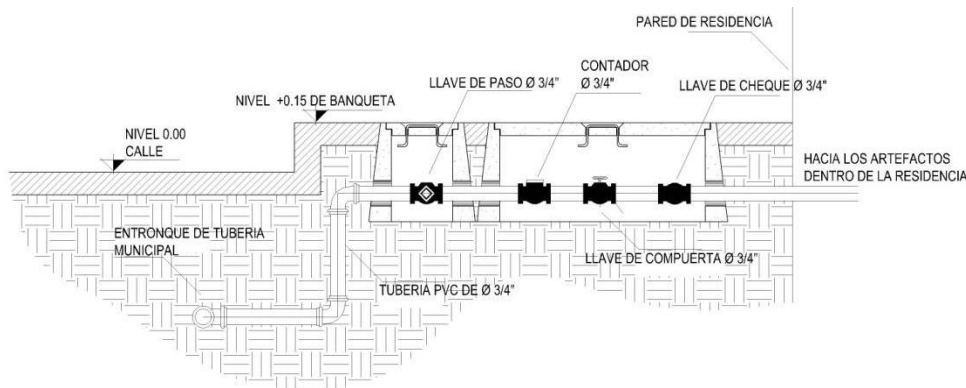 PARED DE RESIDENCIA
CONTADOR
Ø 3/4"
LLAVE DE PASO Ø 3/4"
LLAVE DE CHEQUE Ø 3/4"
NIVEL +0.15 DE BANQUETA
NIVEL 0.00
CALLE
HACIA LOS ARTEFACTOS
DENTRO DE LA RESIDENCIA
ENTRONQUE DE TUBERIA
MUNICIPAL
LLAVE DE COMPUERTA Ø 3/4"
TUBERIA PVC DE Ø 3/4"